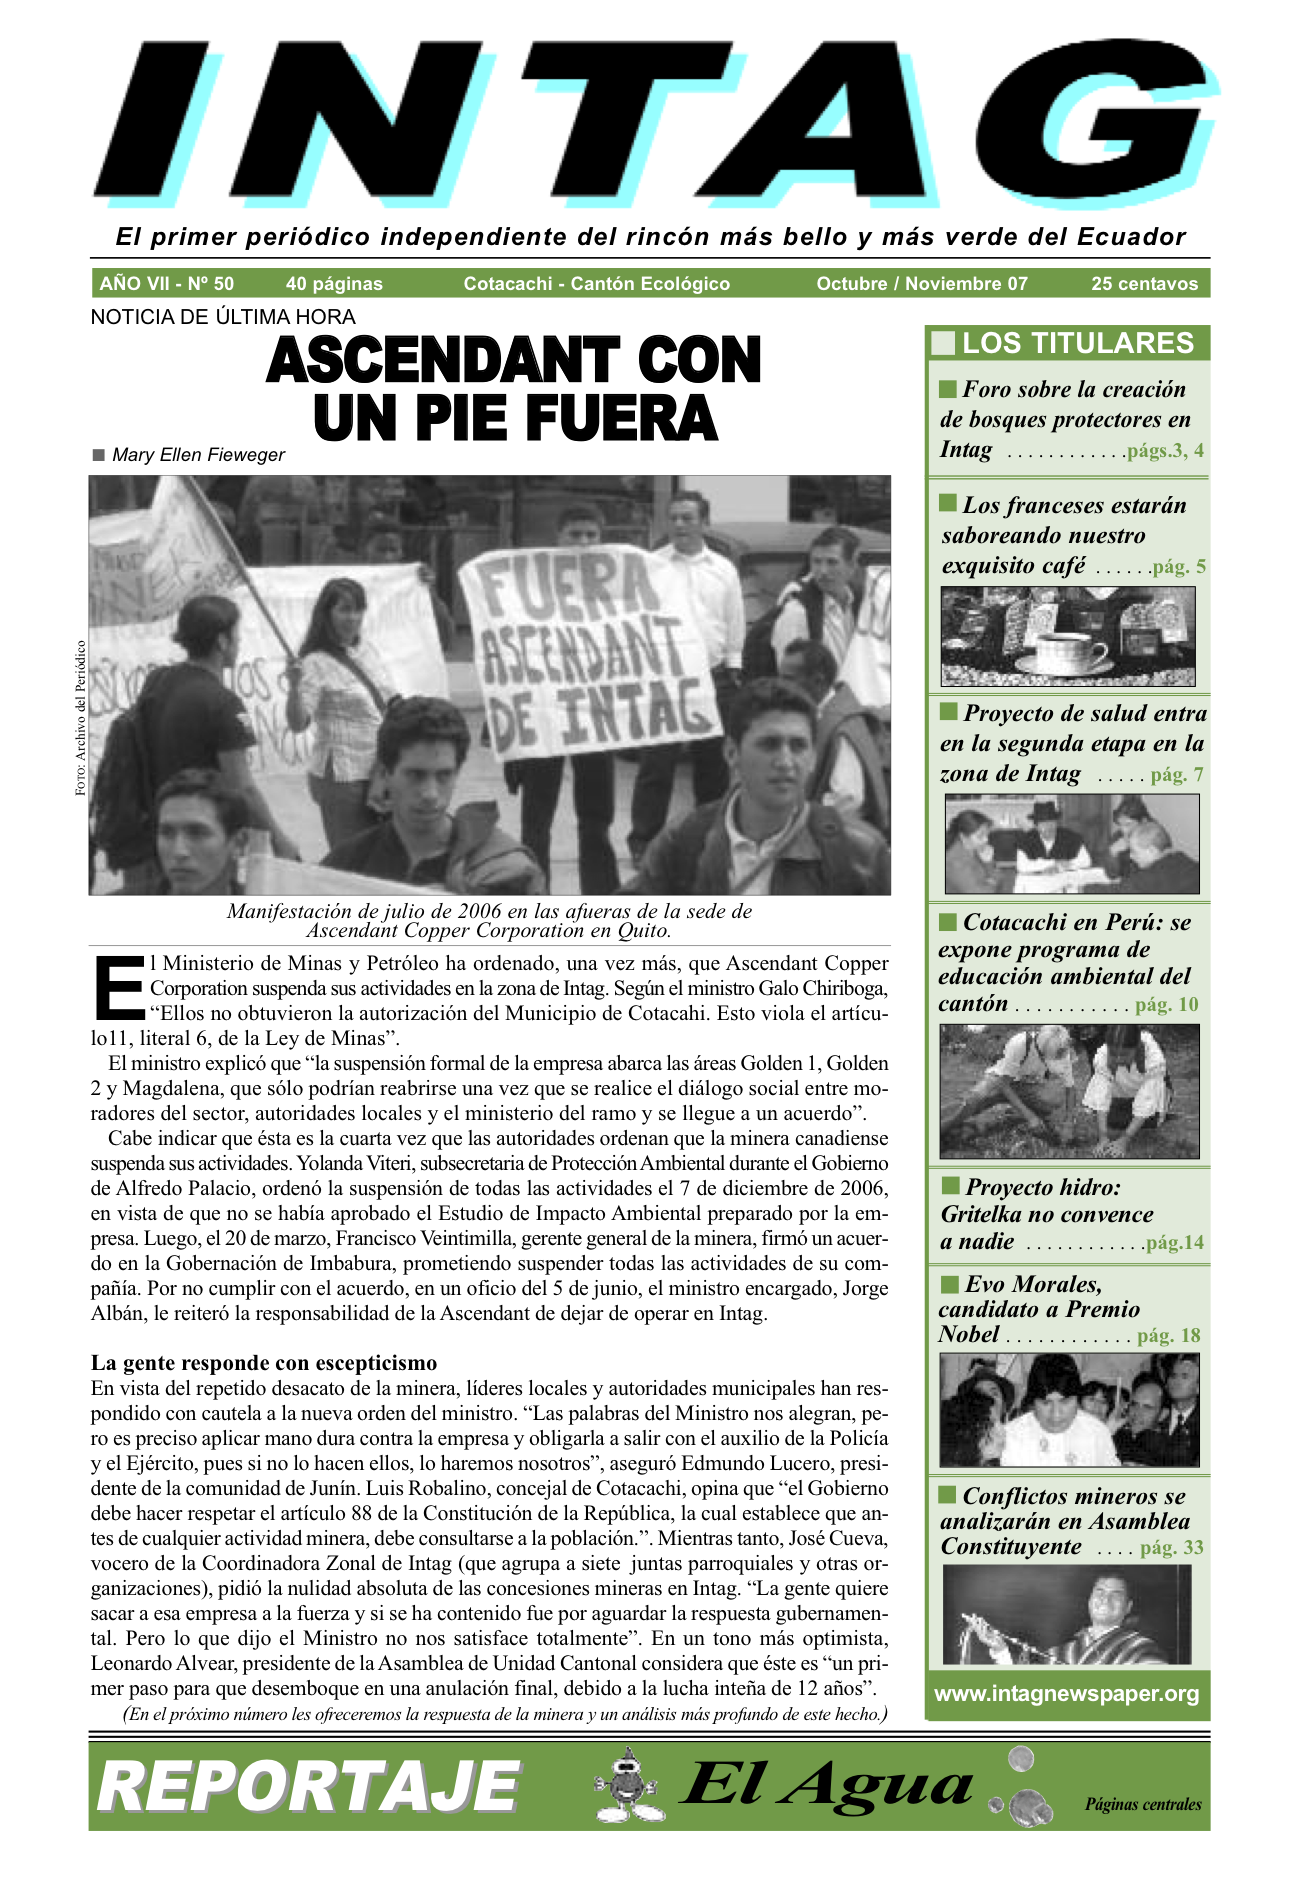 INTAG
El primer periódico independiente del rincón más bello y más verde del Ecuador
AÑO VII - Nº 50 40 páginas Cotacachi - Cantón Ecológico Octubre / Noviembre 07 25 centavos
NOTICIA DE ÚLTIMA HORA
ASCENDANT CON
UN PIE FUERA
■ Mary Ellen Fieweger
FUERA
ASCENDANT
DE INTAG
Foto: Archivo del Periódico
Manifestación de julio de 2006 en las afueras de la sede de
Ascendant Copper Corporation en Quito.
El Ministerio de Minas y Petróleo ha ordenado, una vez más, que Ascendant Copper
Corporation suspenda sus actividades en la zona de Intag. Según el ministro Galo Chiriboga,
“Ellos no obtuvieron la autorización del Municipio de Cotacahi. Esto viola el artícu-
lo11, literal 6, de la Ley de Minas”.
El ministro explicó que “la suspensión formal de la empresa abarca las áreas Golden 1, Golden
2 y Magdalena, que sólo podrían reabrirse una vez que se realice el diálogo social entre mo-
radores del sector, autoridades locales y el ministerio del ramo y se llegue a un acuerdo”.
Cabe indicar que ésta es la cuarta vez que las autoridades ordenan que la minera canadiense
suspenda sus actividades. Yolanda Viteri, subsecretaria de Protección Ambiental durante el Gobierno
de Alfredo Palacio, ordenó la suspensión de todas las actividades el 7 de diciembre de 2006,
en vista de que no se había aprobado el Estudio de Impacto Ambiental preparado por la em-
presa. Luego, el 20 de marzo, Francisco Veintimilla, gerente general de la minera, firmó un acuer-
do en la Gobernación de Imbabura, prometiendo suspender todas las actividades de su com-
pañía. Por no cumplir con el acuerdo, en un oficio del 5 de junio, el ministro encargado, Jorge
Albán, le reiteró la responsabilidad de la Ascendant de dejar de operar en Intag.
La gente responde con escepticismo
En vista del repetido desacato de la minera, líderes locales y autoridades municipales han res-
pondido con cautela a la nueva orden del ministro. “Las palabras del Ministro nos alegran, pe-
ro es preciso aplicar mano dura contra la empresa y obligarla a salir con el auxilio de la Policía
y el Ejército, pues si no lo hacen ellos, lo haremos nosotros”, aseguró Edmundo Lucero, presi-
dente de la comunidad de Junín. Luis Robalino, concejal de Cotacachi, opina que “el Gobierno
debe hacer respetar el artículo 88 de la Constitución de la República, la cual establece que an-
tes de cualquier actividad minera, debe consultarse a la población.”. Mientras tanto, José Cueva,
vocero de la Coordinadora Zonal de Intag (que agrupa a siete juntas parroquiales y otras or-
ganizaciones), pidió la nulidad absoluta de las concesiones mineras en Intag. “La gente quiere
sacar a esa empresa a la fuerza y si se ha contenido fue por aguardar la respuesta gubernamen-
tal. Pero lo que dijo el Ministro no nos satisface totalmente”. En un tono más optimista,
Leonardo Alvear, presidente de la Asamblea de Unidad Cantonal considera que éste es “un pri-
mer paso para que desemboque en una anulación final, debido a la lucha inteña de 12 años”.
(En el próximo número les ofreceremos la respuesta de la minera y un análisis más profundo de este hecho.)
LOS TITULARES
■ Foro sobre la creación
de bosques protectores en
Intag . . . . . . . . . . . .págs.3, 4
■ Los franceses estarán
saboreando nuestro
exquisito café . . . . . .pág. 5
■ Proyecto de salud entra
en la segunda etapa en la
zona de Intag . . . . . pág. 7
■ Cotacachi en Perú: se
expone programa de
educación ambiental del
cantón . . . . . . . . . . . pág. 10
■ Proyecto hidro:
Gritelka no convence
a nadie . . . . . . . . . . . .pág.14
■ Evo Morales,
candidato a Premio
Nobel . . . . . . . . . . . . pág. 18
■ Conflictos mineros se
analizarán en Asamblea
Constituyente . . . . pág. 33
www.intagnewspaper.org
REPORTAJE El Agua Páginas centrales